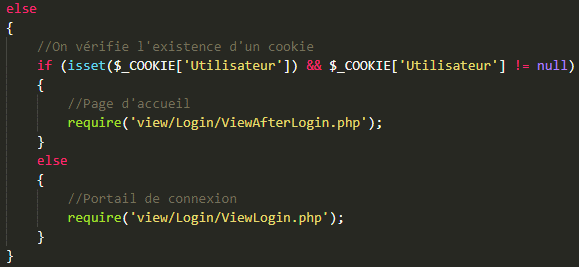 else
{
//On vérifie l'existence d'un cookie
if (isset($_COOKIE['Utilisateur']) && $_COOKIE['Utilisateur'] != null)
{
//Page d'accueil
require('view/Login/ViewAfterLogin.php');
}
else
{
//Portail de connexion
require('view/Login/ViewLogin.php');
}
}